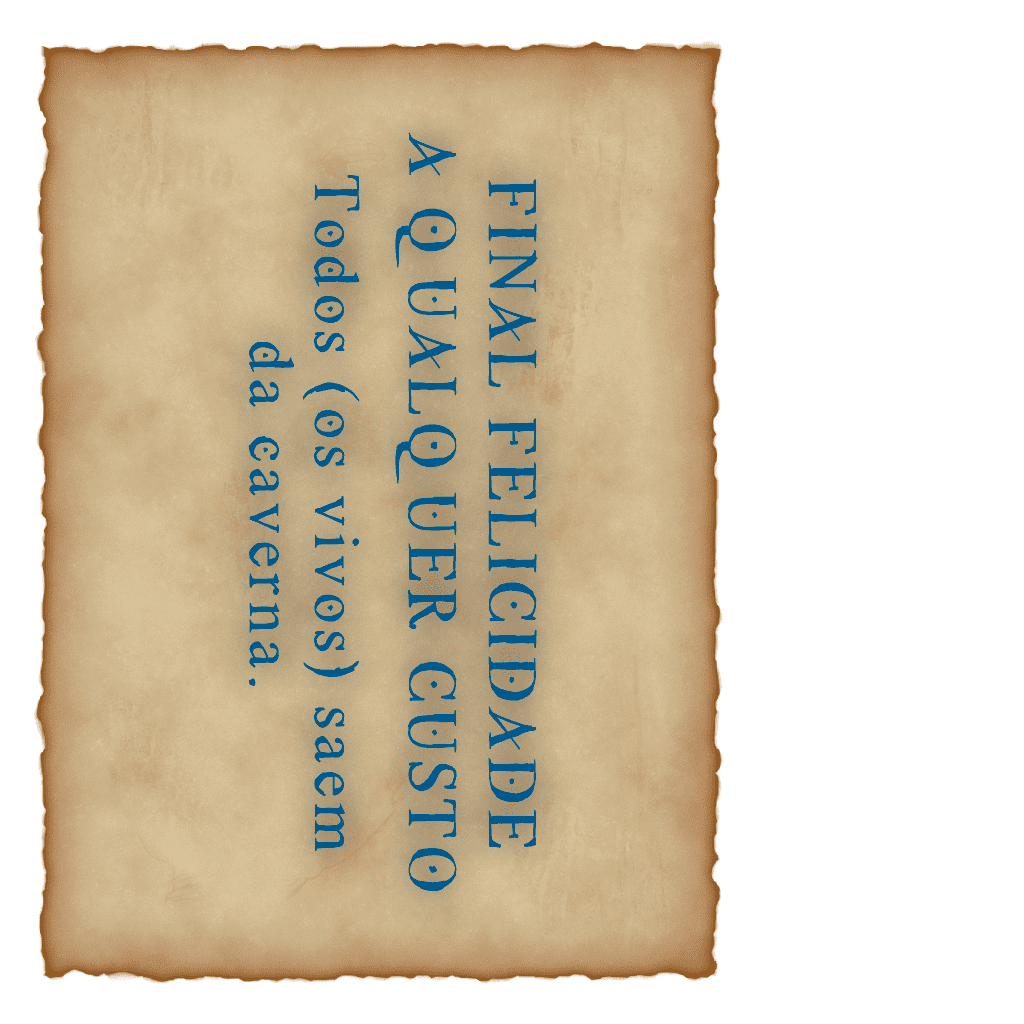 FINAL FELICIDADE
A QUALQUER CUSTO
Todos (os vivos) saem
da caverna.